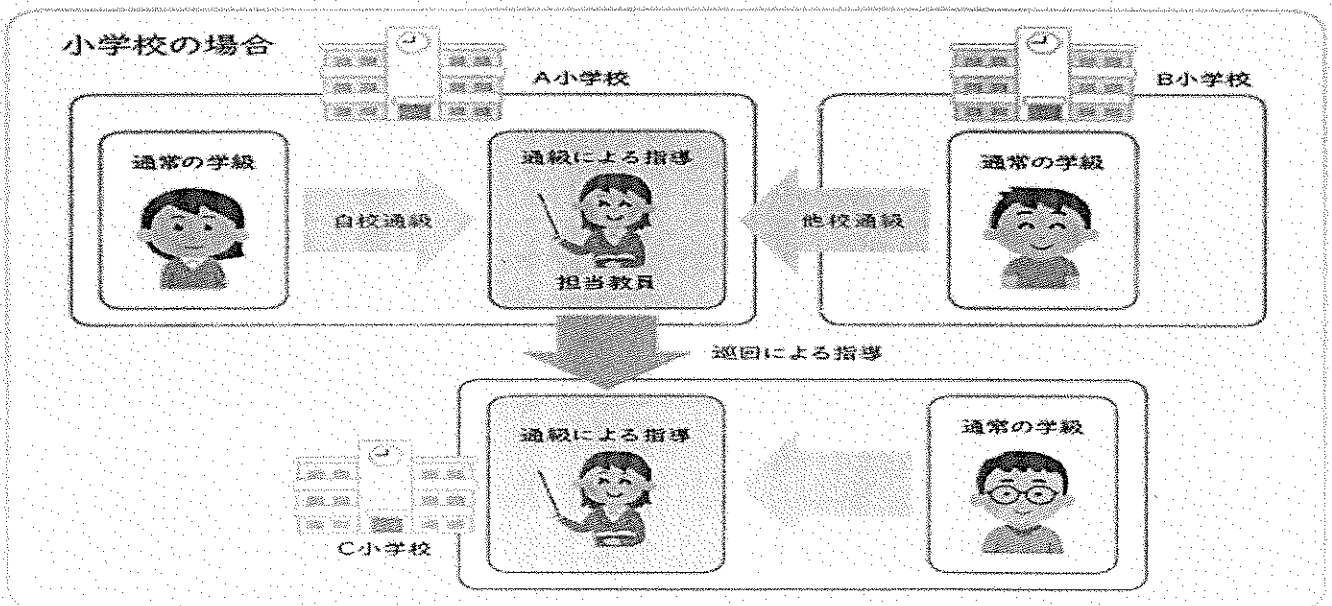 小学校の場合
A小学校
B小学校
通常の学級
通級による指導
通常の学級
自校通級
他校通級
担当教員
巡回による指導
通級による指導
通常の学級
C小学校